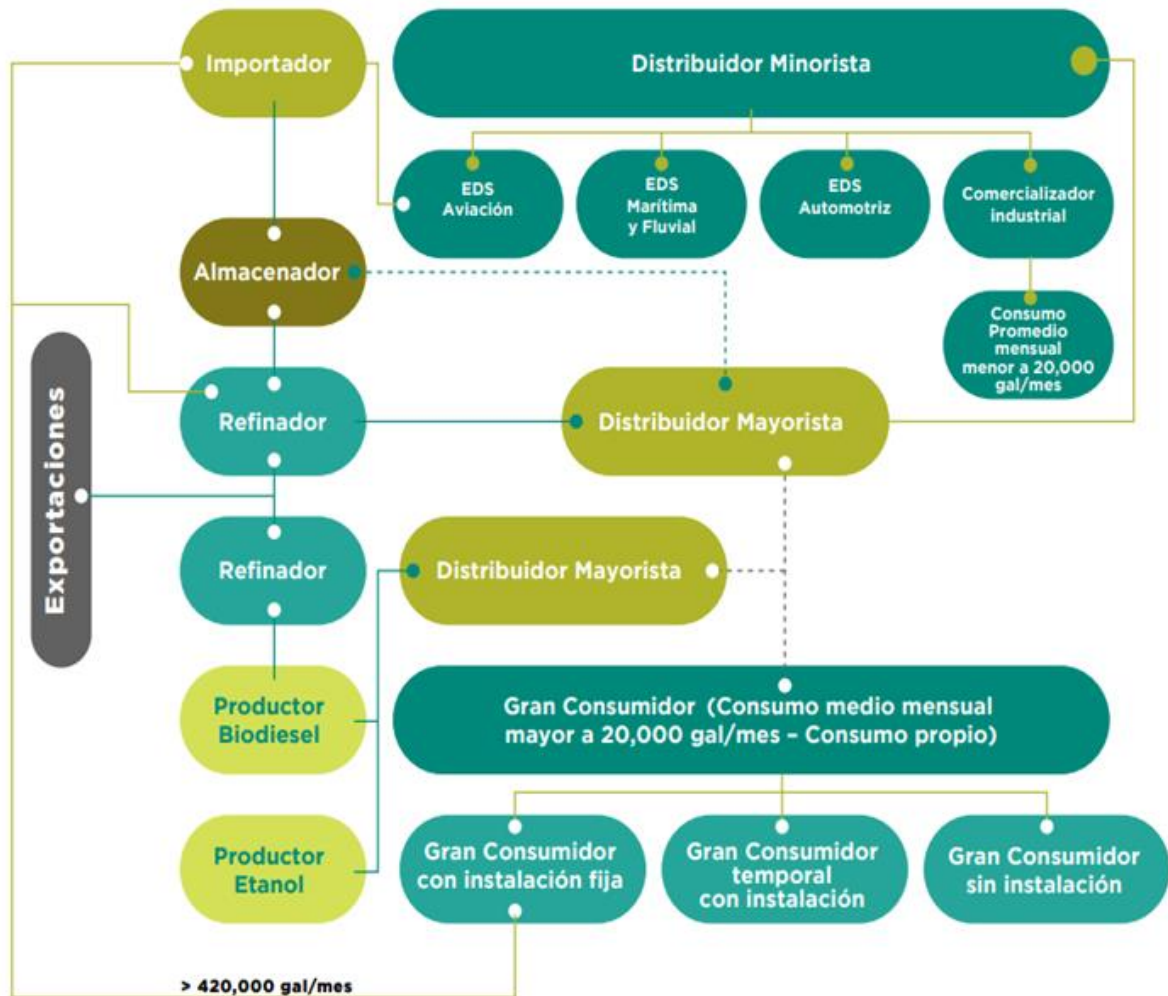 Importador
Distribuidor Minorista
EDS
Aviación
EDS
Marítima
y Fluvial
EDS
Automotriz
Comercializador
industrial
Almacenador
Consumo
Promedio
mensual
menor a 20,000
gal/mes
Exportaciones
Refinador
Distribuidor Mayorista
Refinador
Distribuidor Mayorista
Productor
Biodiesel
Gran Consumidor (Consumo medio mensual
mayor a 20,000 gal/mes – Consumo propio)
Productor
Etanol
Gran Consumidor
con instalación fija
Gran Consumidor
temporal
con instalación
Gran Consumidor
sin instalación
> 420,000 gal/mes